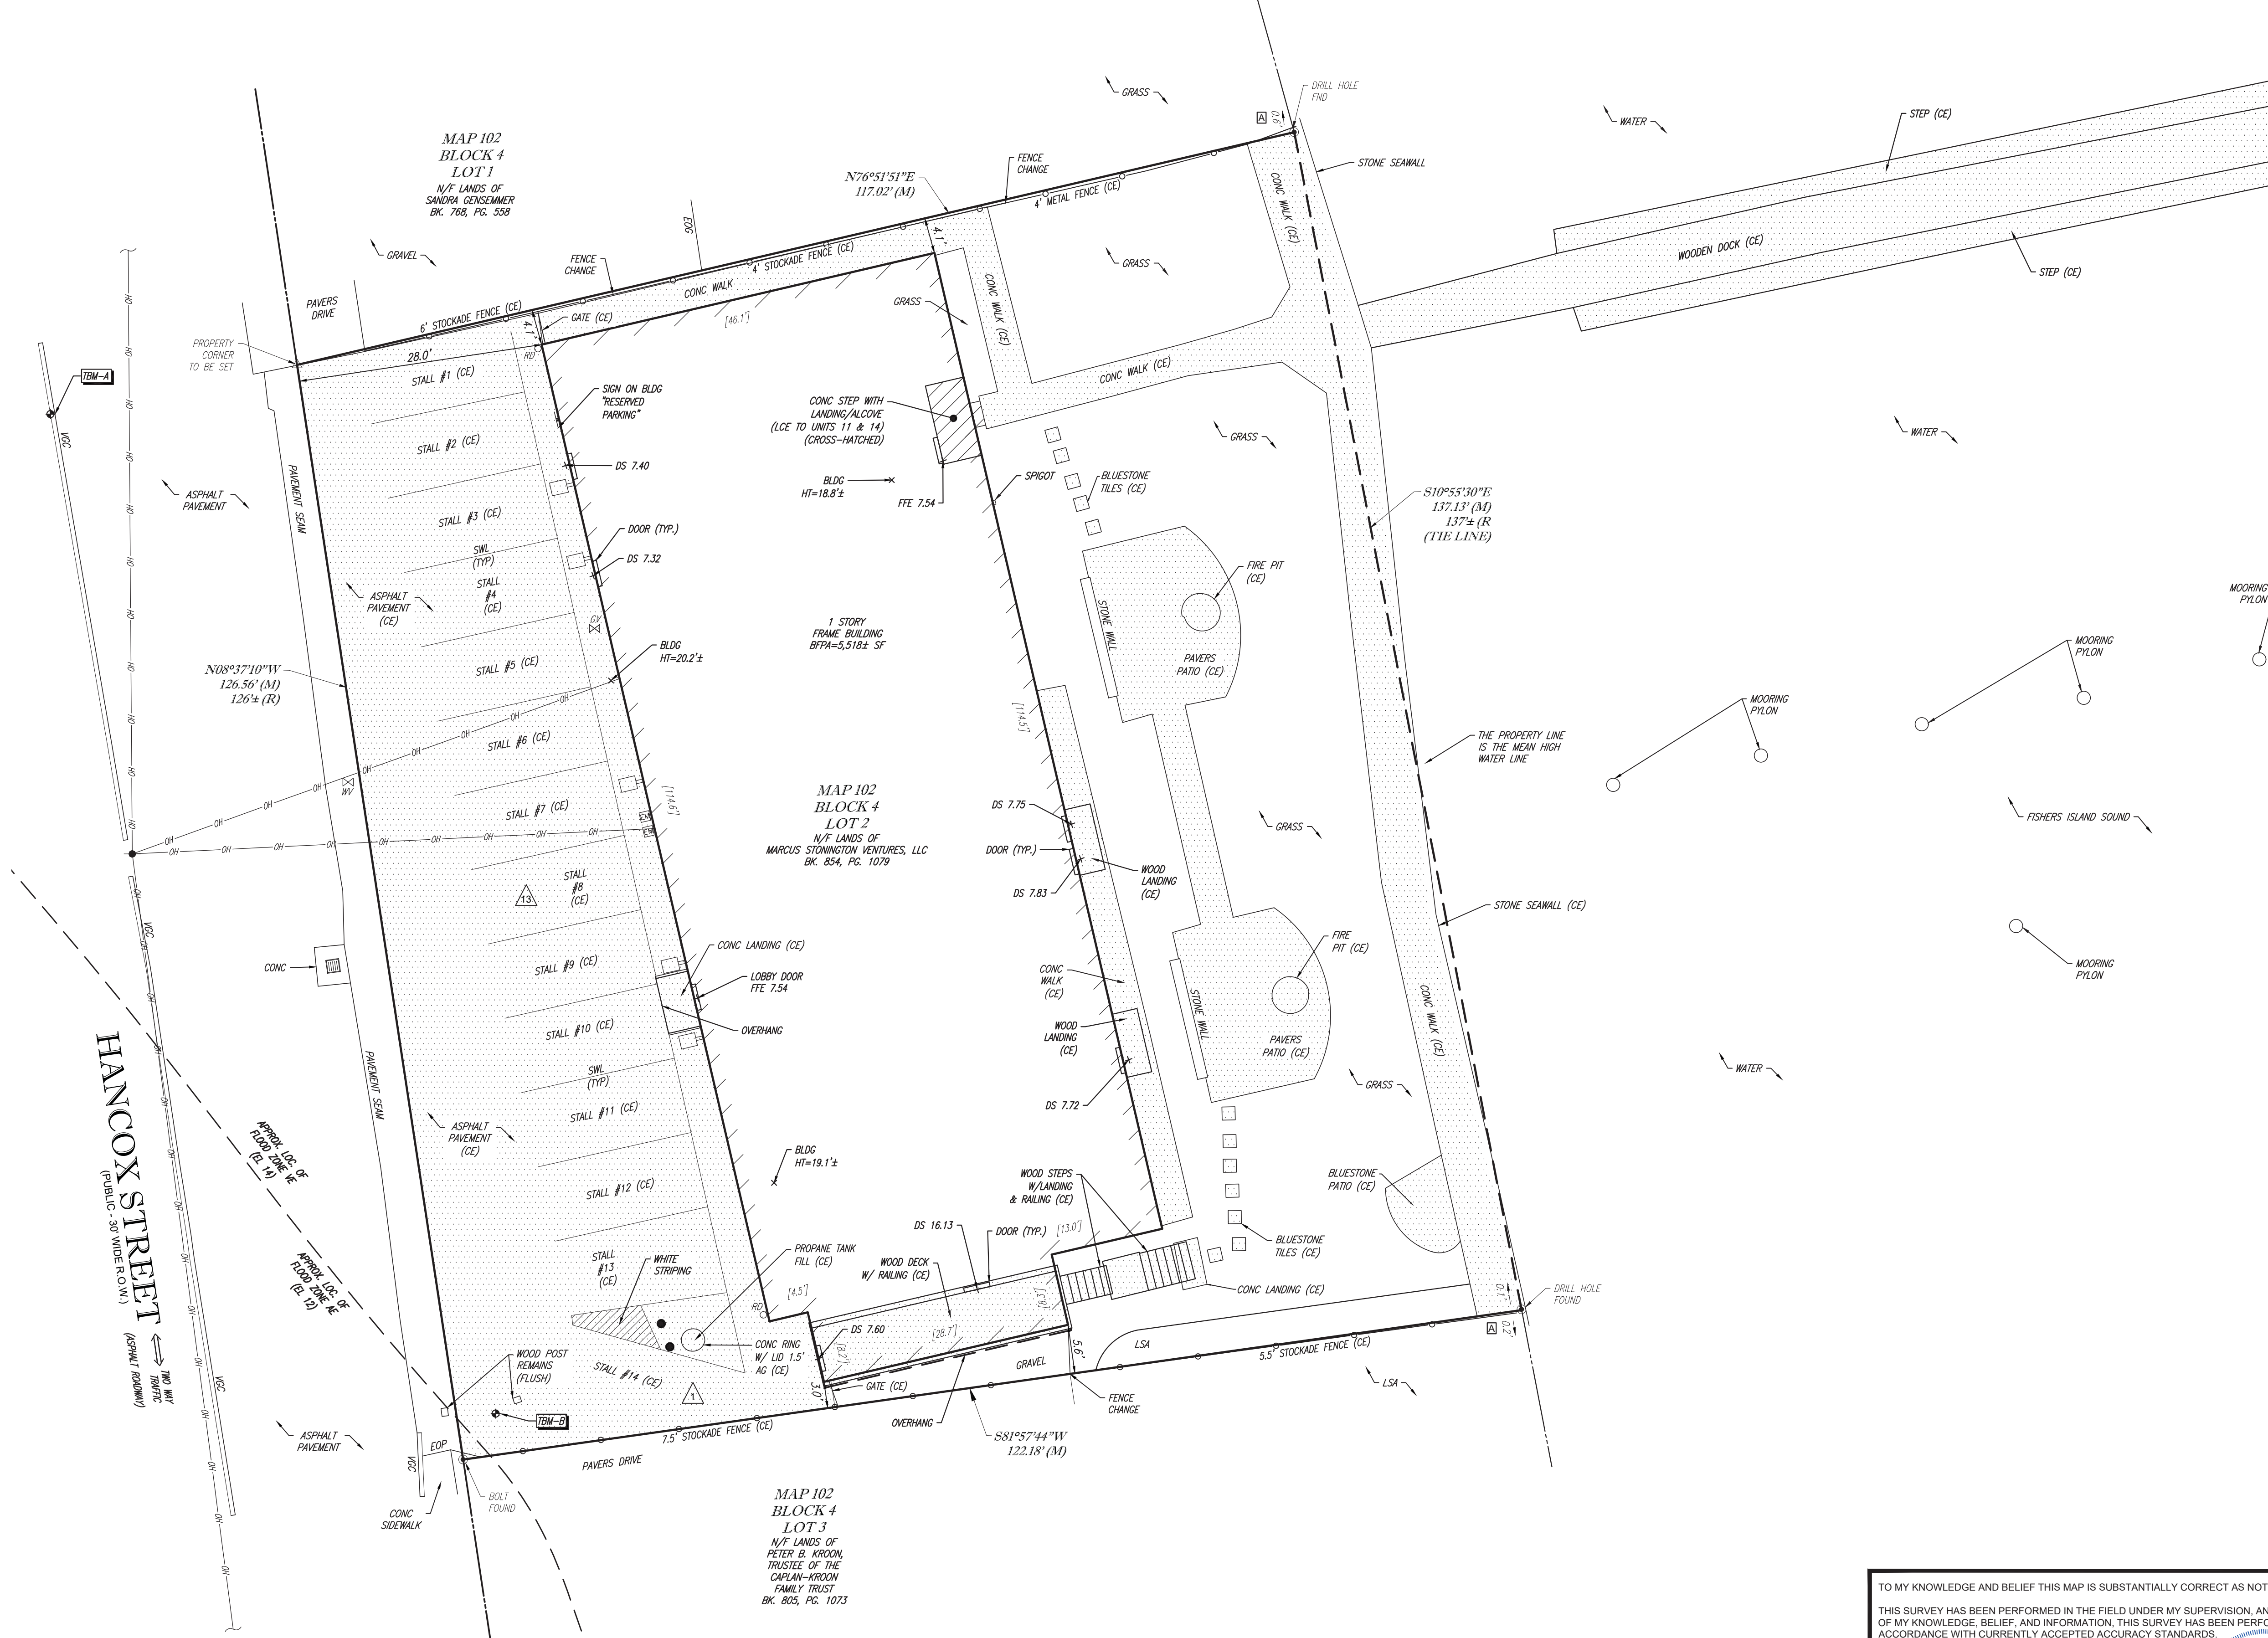 MAP 102
BLOCK 4
LOT 1
N/F LANDS OF
SANDRA GENSEMMER
BK. 768, PG. 558
GRASS
DRILL HOLE
FND
A
0.6'
WATER
STEP (CE)
FENCE
CHANGE
STONE SEAWALL
N76°51'51"E
117.02' (M)
4' METAL FENCE (CE)
CONC WALK (CE)
EOG
GRAVEL
FENCE
CHANGE
4' STOCKADE FENCE (CE)
4.1'
GRASS
WOODEN DOCK (CE)
STEP (CE)
PAVERS
DRIVE
6' STOCKADE FENCE (CE)
CONC WALK
GATE (CE)
4.1'
[46.1']
GRASS
CONC WALK (CE)
PROPERTY
CORNER
TO BE SET
28.0'
RD
STALL #1 (CE)
CONC WALK (CE)
TBM-A
OH
VGC
SIGN ON BLDG
"RESERVED
PARKING"
CONC STEP WITH
LANDING/ALCOVE
(LCE TO UNITS 11 & 14)
(CROSS-HATCHED)
STALL #2 (CE)
GRASS
WATER
DS 7.40
BLDG
HT=18.8'±
FFE 7.54
SPIGOT
BLUESTONE
TILES (CE)
ASPHALT
PAVEMENT
PAVEMENT SEAM
STALL #3 (CE)
DOOR (TYP.)
S10°55'30"E
137.13' (M)
137'± (R
(TIE LINE)
SWL
(TYP)
DS 7.32
STALL
#4
(CE)
ASPHALT
PAVEMENT
(CE)
FIRE PIT
(CE)
STONE WALL
MOORING
PYLON
GV
1 STORY
FRAME BUILDING
BFPA=5,518± SF
BLDG
HT=20.2'±
PAVERS
PATIO (CE)
MOORING
PYLON
N08°37'10"W
126.56' (M)
126'± (R)
STALL #5 (CE)
OH
[114.5']
MOORING
PYLON
STALL #6 (CE)
THE PROPERTY LINE
IS THE MEAN HIGH
WATER LINE
WV
STALL #7 (CE)
[114.6']
EM
EM
MAP 102
BLOCK 4
LOT 2
N/F LANDS OF
MARCUS STONINGTON VENTURES, LLC
BK. 854, PG. 1079
DS 7.75
DOOR (TYP.)
DS 7.83
WOOD
LANDING
(CE)
GRASS
FISHERS ISLAND SOUND
OH
STALL
#8
(CE)
13
VGC
STONE SEAWALL (CE)
CONC LANDING (CE)
FIRE
PIT (CE)
CONC
STALL #9 (CE)
LOBBY DOOR
FFE 7.54
CONC
WALK
(CE)
MOORING
PYLON
STONE WALL
CONC WALK (CE)
STALL #10 (CE)
OVERHANG
WOOD
LANDING
(CE)
PAVERS
PATIO (CE)
HANCOX STREET
(PUBLIC - 30' WIDE R.O.W.)
PAVEMENT SEAM
SWL
(TYP)
WATER
GRASS
DS 7.72
STALL #11 (CE)
ASPHALT
PAVEMENT
(CE)
APPROX. LOC. OF
FLOOD ZONE VE
(EL 14)
BLDG
HT=19.1'±
WOOD STEPS
W/LANDING
& RAILING (CE)
BLUESTONE
PATIO (CE)
STALL #12 (CE)
DS 16.13
DOOR (TYP.)
[13.0']
APPROX. LOC. OF
FLOOD ZONE AE
(EL 12)
STALL
#13
(CE)
WHITE
STRIPING
PROPANE TANK
FILL (CE)
WOOD DECK
W/ RAILING (CE)
BLUESTONE
TILES (CE)
[4.5']
RD
[8.3']
CONC LANDING (CE)
0.1'
DRILL HOLE
FOUND
A
0.2'
TWO WAY
TRAFFIC
(ASPHALT ROADWAY)
WOOD POST
REMAINS
(FLUSH)
CONC RING
W/ LID 1.5'
AG (CE)
DS 7.60
[8.2']
[28.7']
5.6'
LSA
5.5' STOCKADE FENCE (CE)
STALL #14 (CE)
GRAVEL
LSA
VGC
1
3.0'
GATE (CE)
FENCE
CHANGE
TBM-B
OVERHANG
ASPHALT
PAVEMENT
EOP
7.5' STOCKADE FENCE (CE)
S81°57'44"W
122.18' (M)
PAVERS DRIVE
VGC
BOLT
FOUND
CONC
SIDEWALK
MAP 102
BLOCK 4
LOT 3
N/F LANDS OF
PETER B. KROON,
TRUSTEE OF THE
CAPLAN-KROON
FAMILY TRUST
BK. 805, PG. 1073
TO MY KNOWLEDGE AND BELIEF THIS MAP IS SUBSTANTIALLY CORRECT AS NOT
THIS SURVEY HAS BEEN PERFORMED IN THE FIELD UNDER MY SUPERVISION, AN
OF MY KNOWLEDGE, BELIEF, AND INFORMATION, THIS SURVEY HAS BEEN PERFO
ACCORDANCE WITH CURRENTLY ACCEPTED ACCURACY STANDARDS.